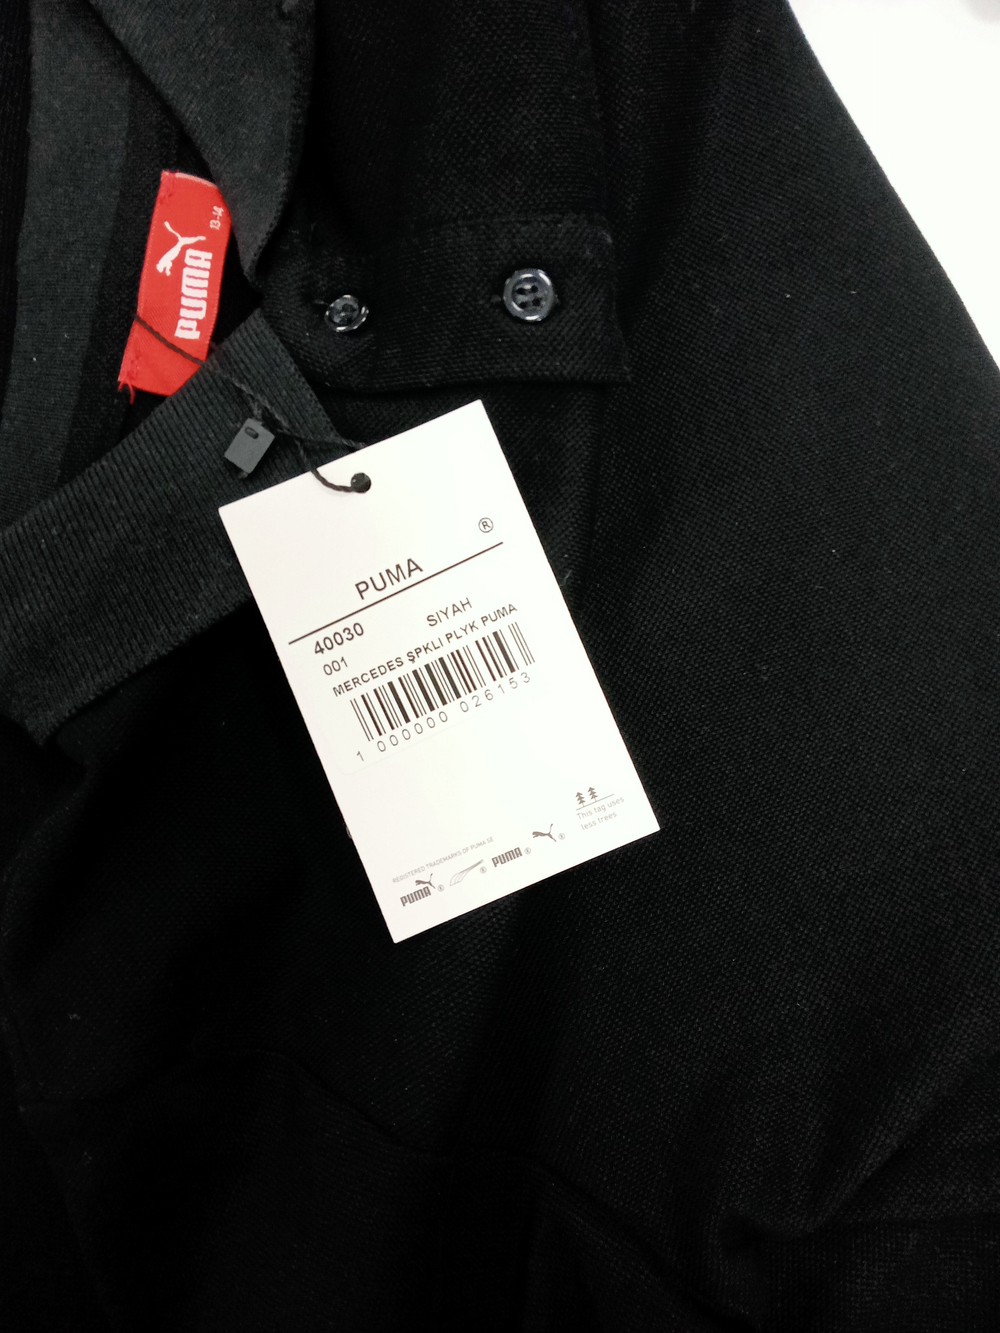 13-14
PUMA
®
PUMA
40030 SIYAH
001
MERCEDES ŞPKLI PLYK PUMA
1 000000 026153
This tag uses
less trees.
REGISTERED TRADEMARKS OF PUMA SE
PUMA ® ® PUMA ® ®